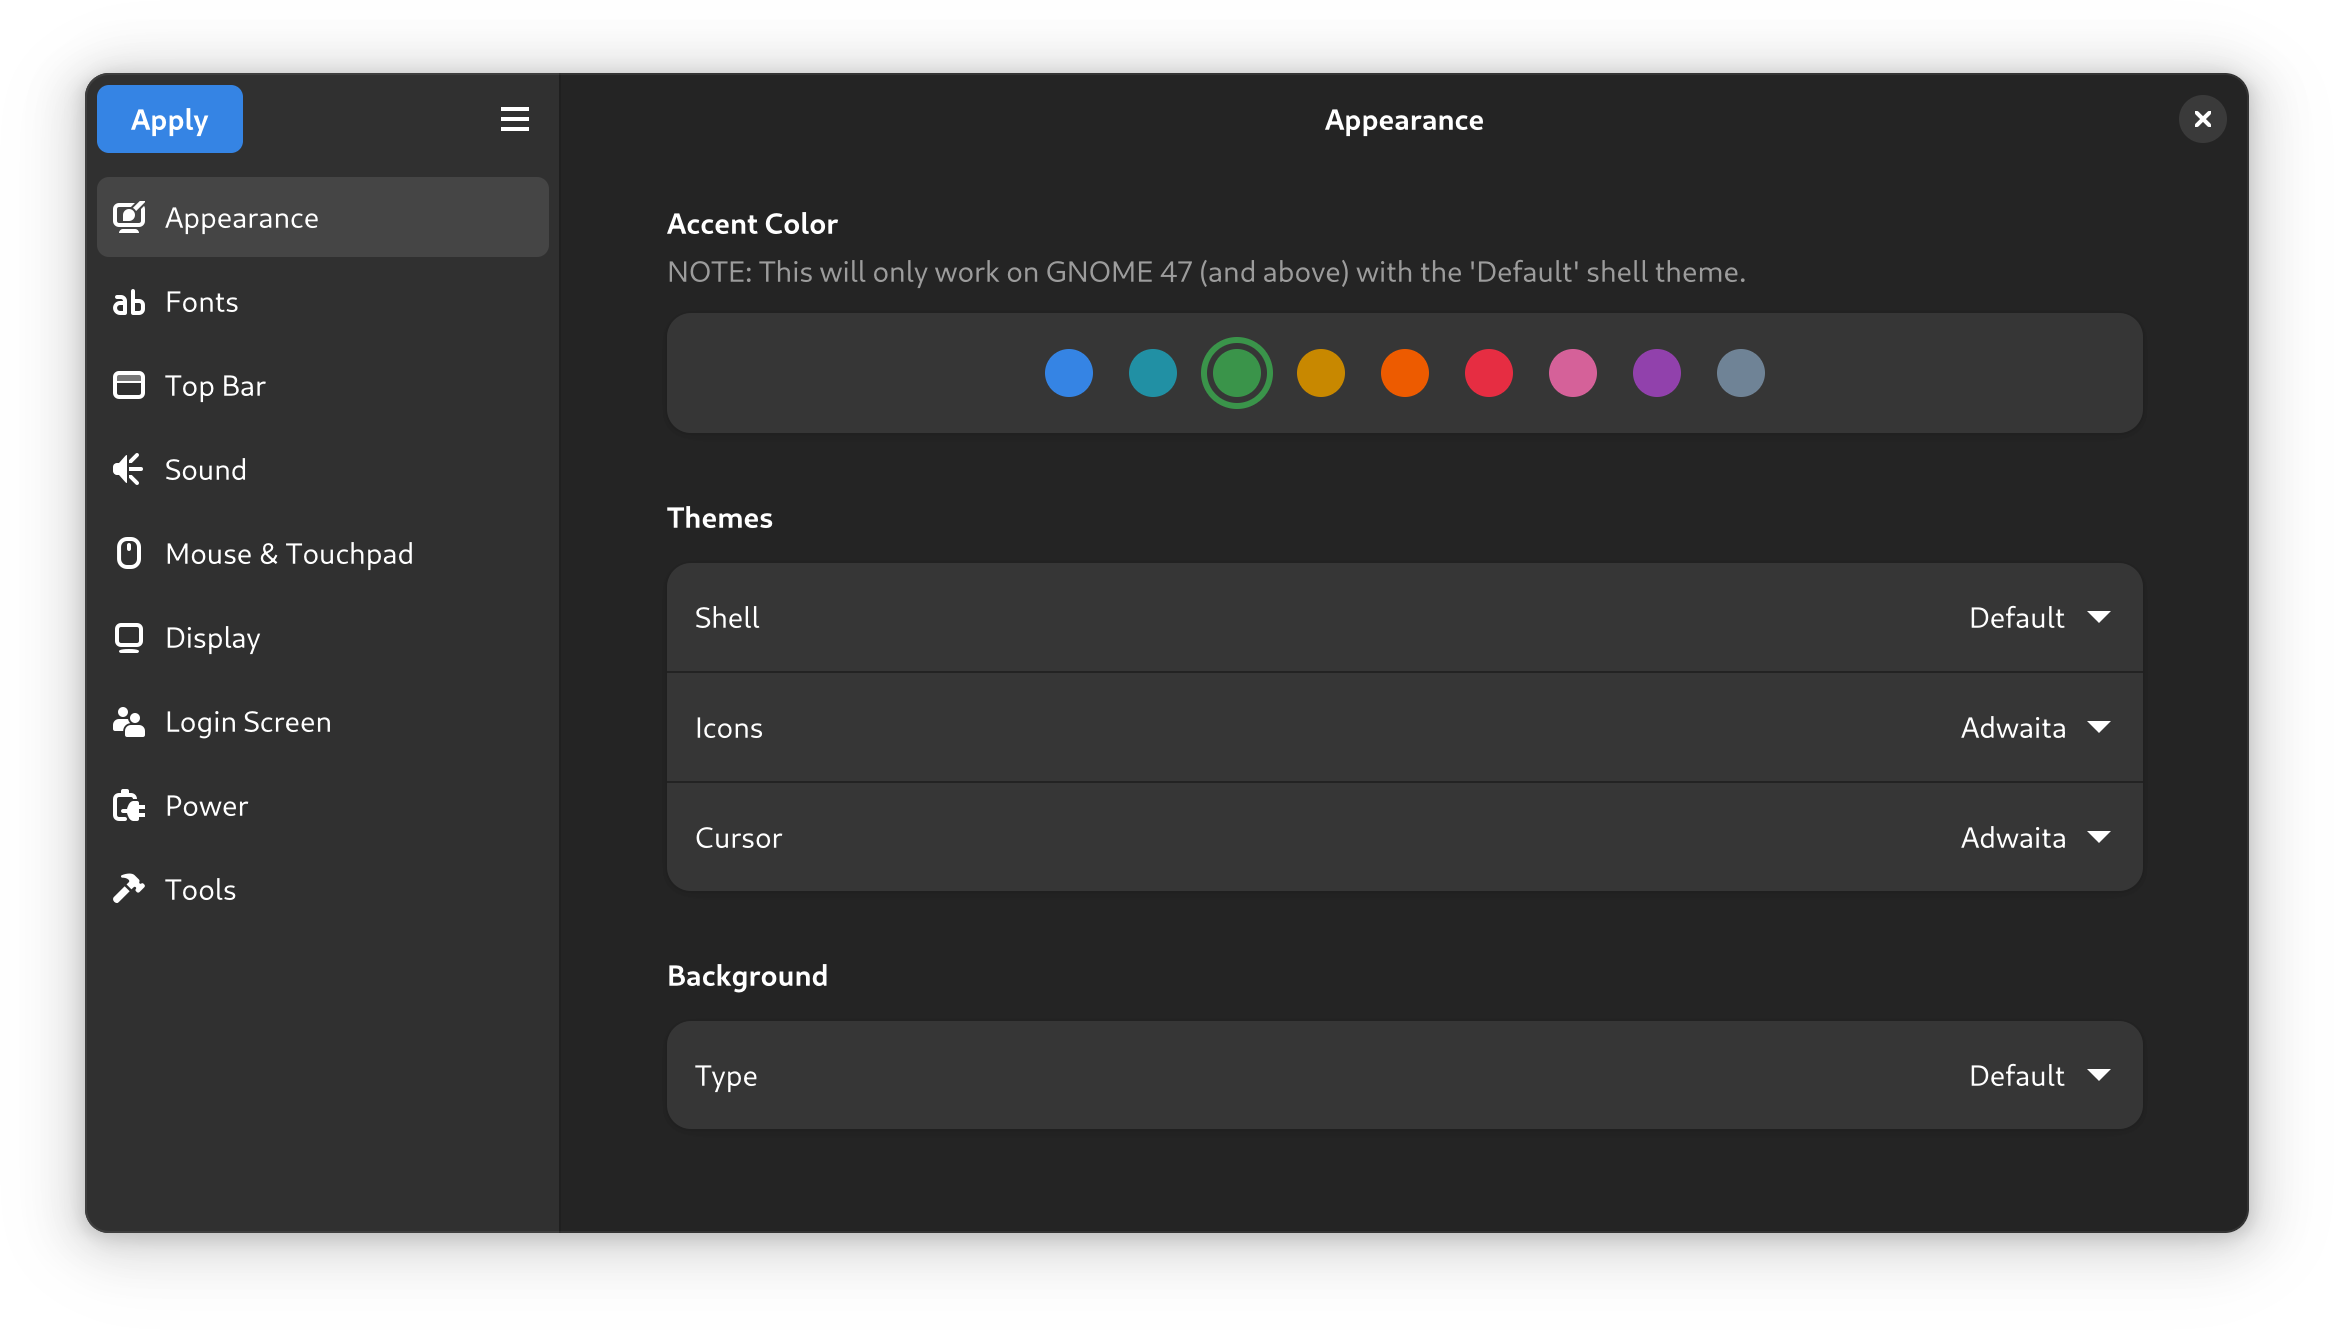 Apply
Appearance
Fonts
Top Bar
Sound
Mouse & Touchpad
Display
Login Screen
Power
Tools
Appearance
Accent Color
NOTE: This will only work on GNOME 47 (and above) with the 'Default' shell theme.
Themes
Shell Default
Icons Adwaita
Cursor Adwaita
Background
Type Default